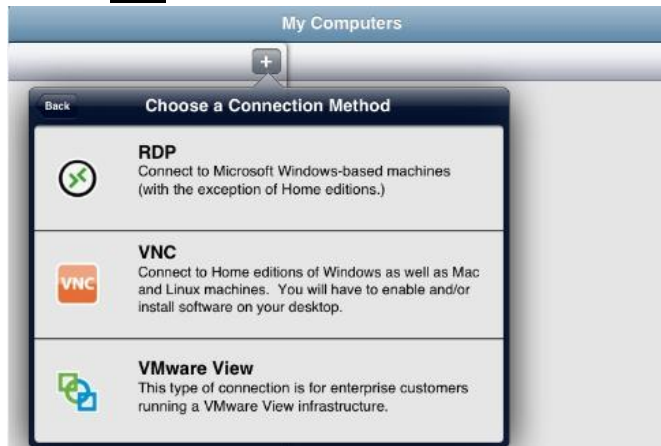 My Computers
+
Back
Choose a Connection Method
RDP
Connect to Microsoft Windows-based machines
(with the exception of Home editions.)
VNC
VNC
Connect to Home editions of Windows as well as Mac
and Linux machines.  You will have to enable and/or
install software on your desktop.
VMware View
This type of connection is for enterprise customers
running a VMware View infrastructure.